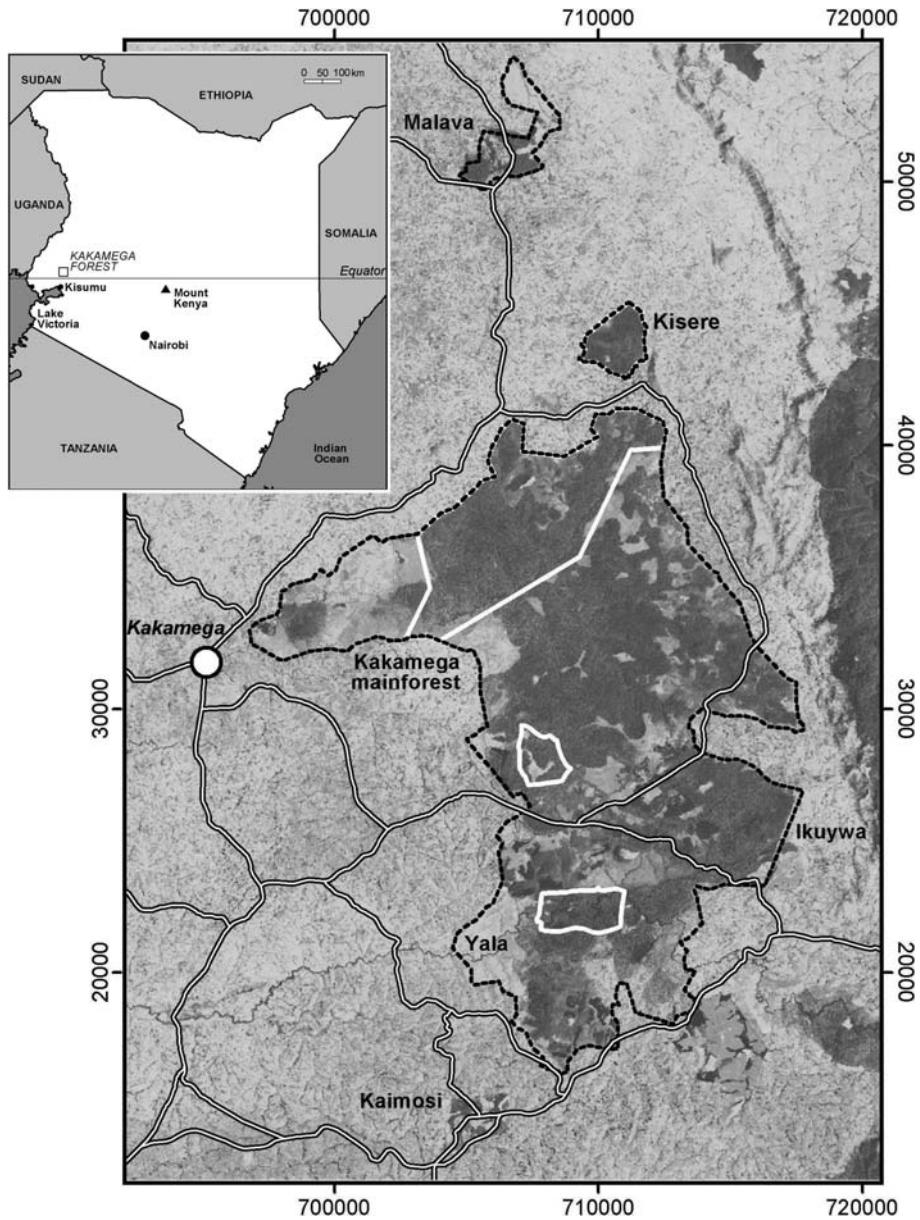 700000
710000
720000
SUDAN
ETHIOPIA
0 50 100km
UGANDA
SOMALIA
KAKAMEGA
FOREST
Equator
Kisumu
Mount
Kenya
Lake
Victoria
Nairobi
TANZANIA
Indian
Ocean
Malava
50000
Kisere
40000
Kakamega
Kakamega
mainforest
30000
30000
Ikuywa
Yala
20000
20000
Kaimosi
700000
710000
720000